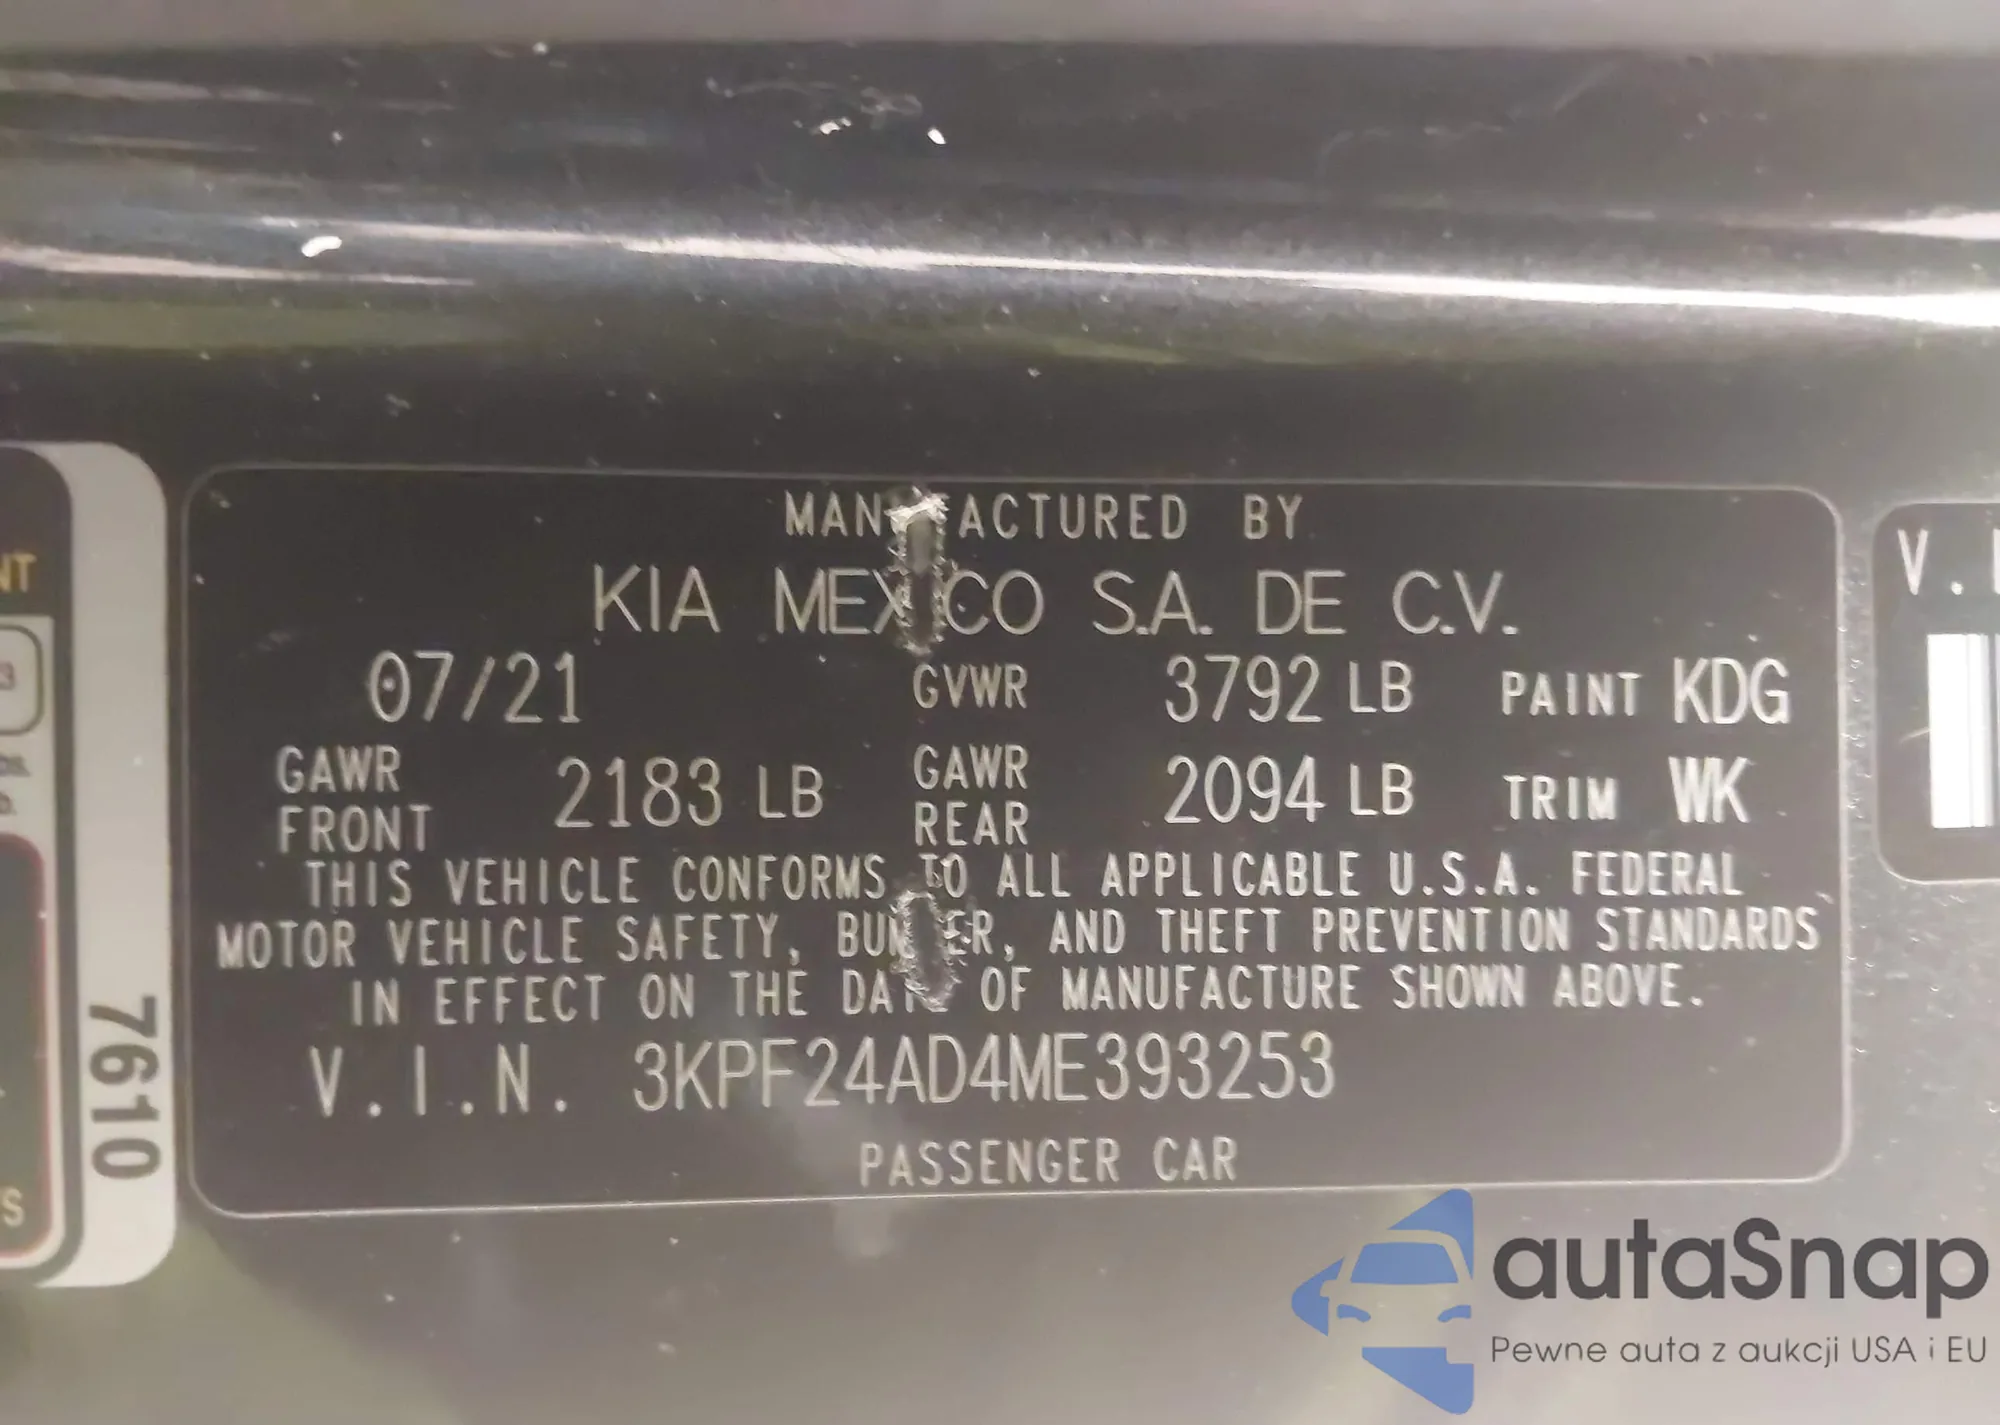 MANUFACTURED BY
KIA MEXICO S.A. DE C.V.
07/21 GVWR 3792 LB PAINT KDG
GAWR FRONT 2183 LB GAWR REAR 2094 LB TRIM WK
THIS VEHICLE CONFORMS TO ALL APPLICABLE U.S.A. FEDERAL
MOTOR VEHICLE SAFETY, BUMPER, AND THEFT PREVENTION STANDARDS
IN EFFECT ON THE DATE OF MANUFACTURE SHOWN ABOVE.
V.I.N. 3KPF24AD4ME393253
PASSENGER CAR
7610
NT
3
S
V.I
autaSnap
Pewne auta z aukcji USA i EU